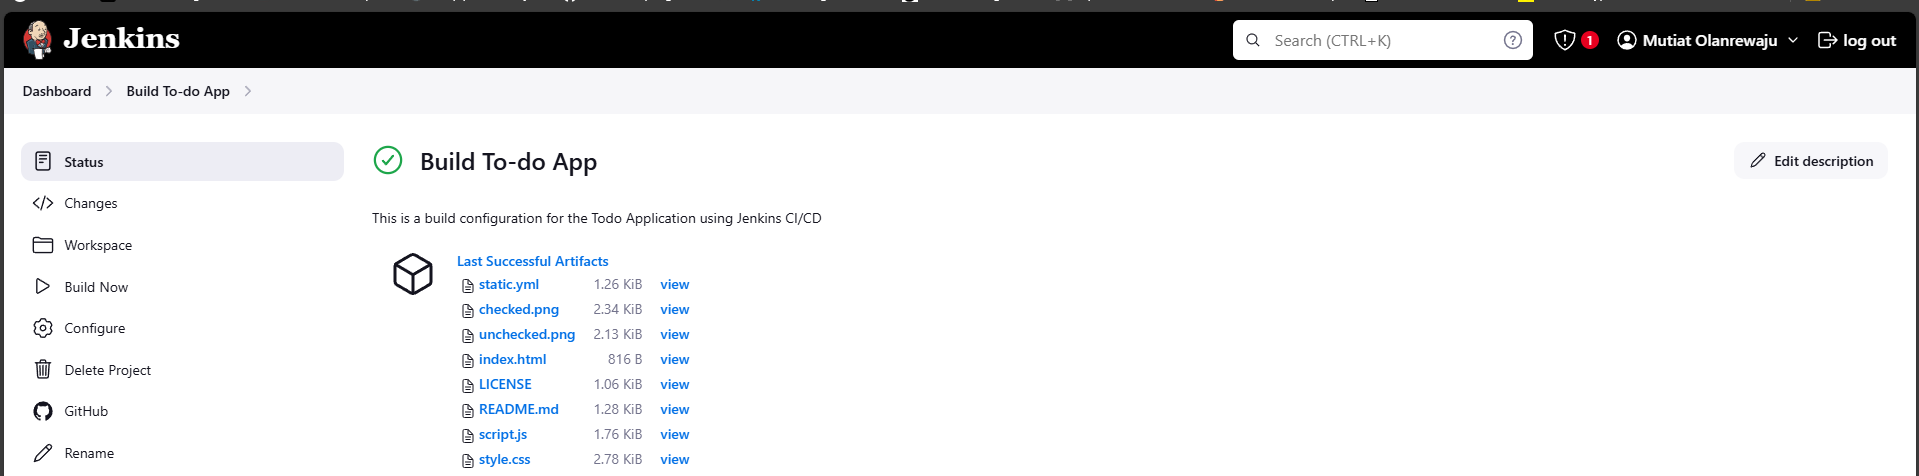 Jenkins
Search (CTRL+K)
1
Mutiat Olanrewaju
log out
Dashboard
Build To-do App
Status
Changes
Workspace
Build Now
Configure
Delete Project
GitHub
Rename
Build To-do App
Edit description
This is a build configuration for the Todo Application using Jenkins CI/CD
Last Successful Artifacts
static.yml 1.26 KiB view
checked.png 2.34 KiB view
unchecked.png 2.13 KiB view
index.html 816 B view
LICENSE 1.06 KiB view
README.md 1.28 KiB view
script.js 1.76 KiB view
style.css 2.78 KiB view